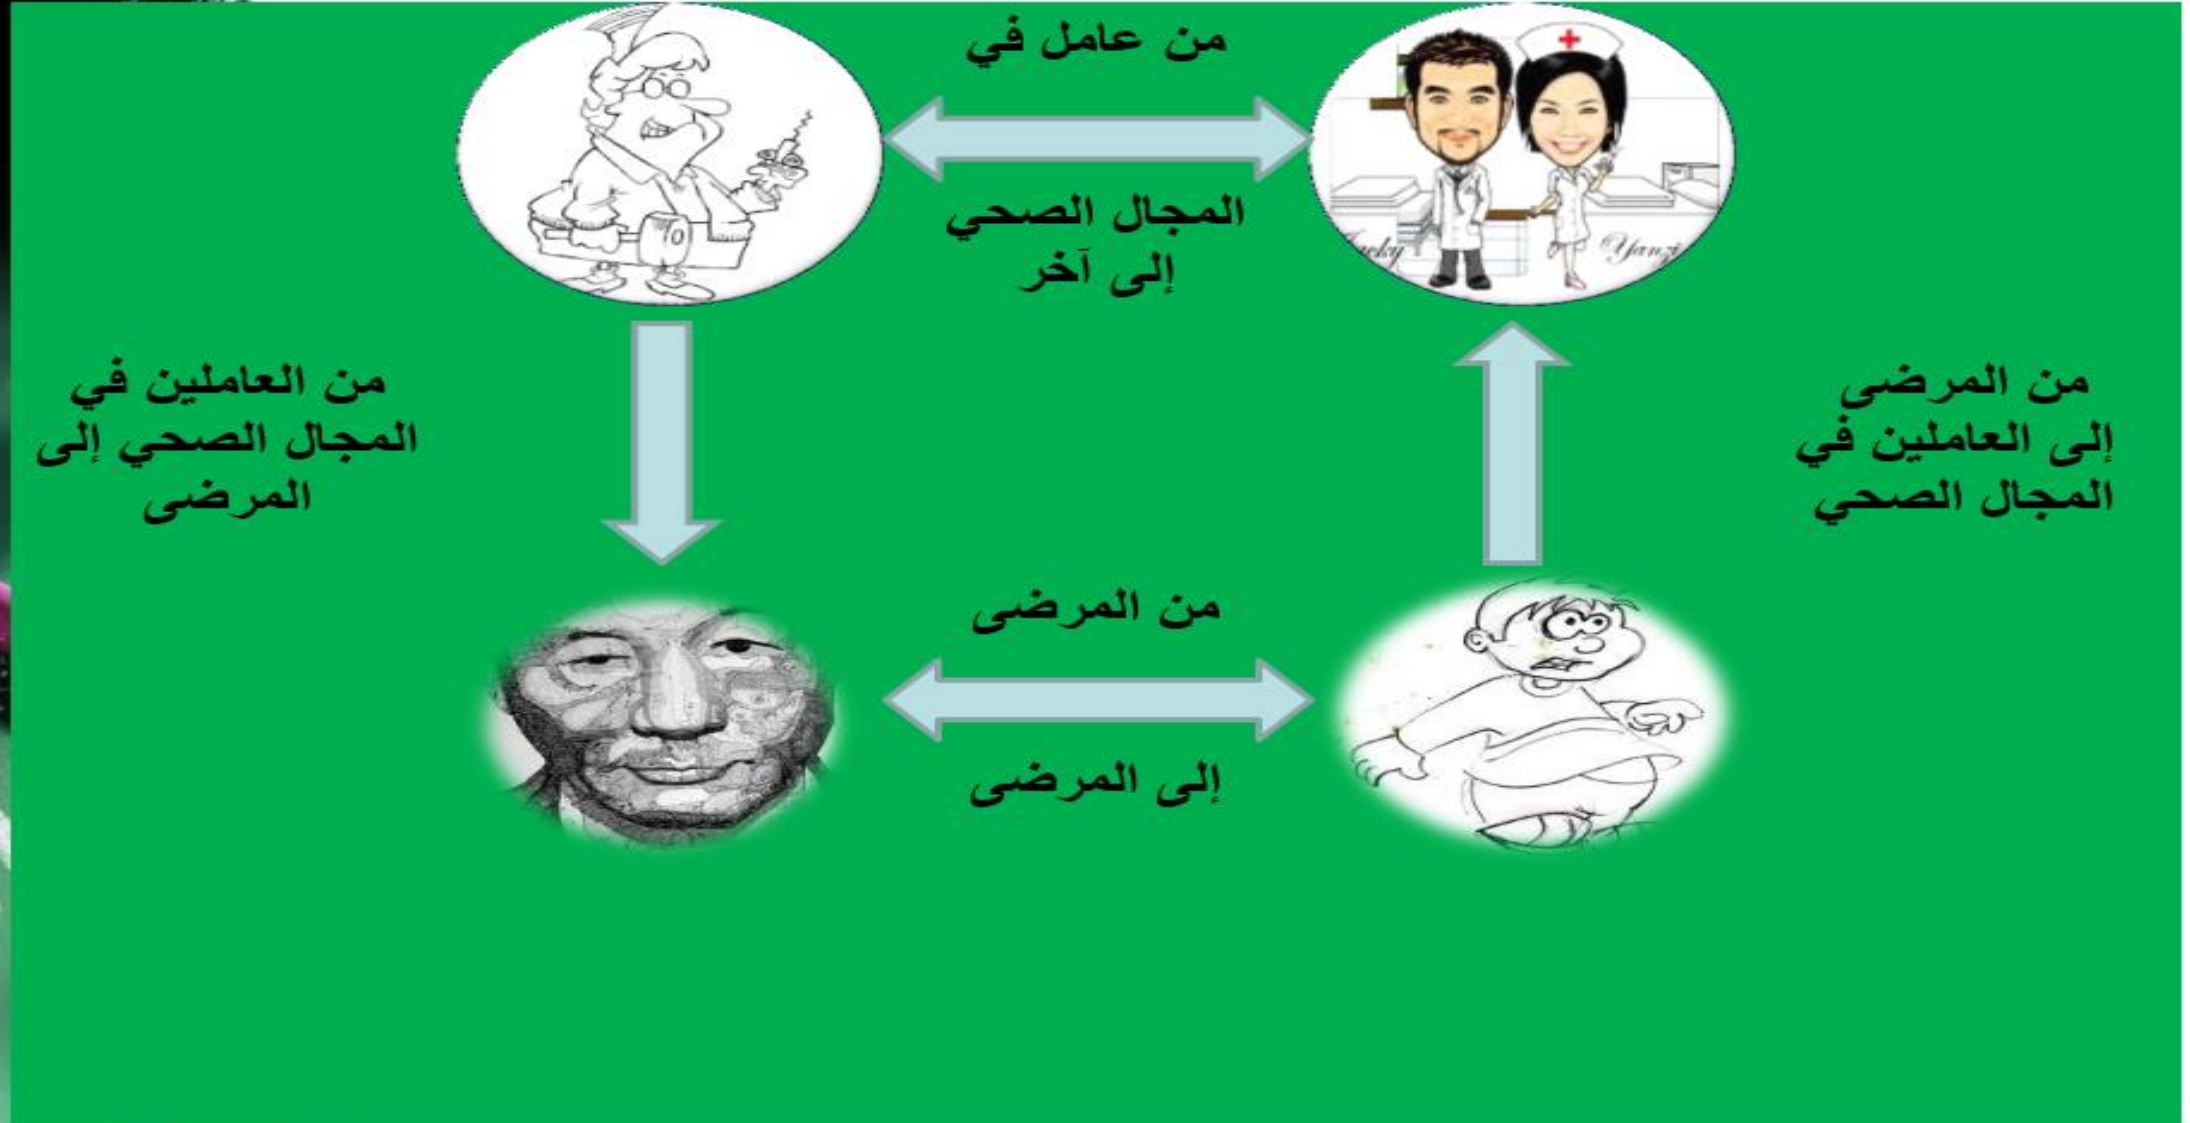 من عامل في
المجال الصحي
إلى آخر
من المرضى
إلى العاملين في
المجال الصحي
من العاملين في
المجال الصحي إلى
المرضى
من المرضى
إلى المرضى
Yanzi